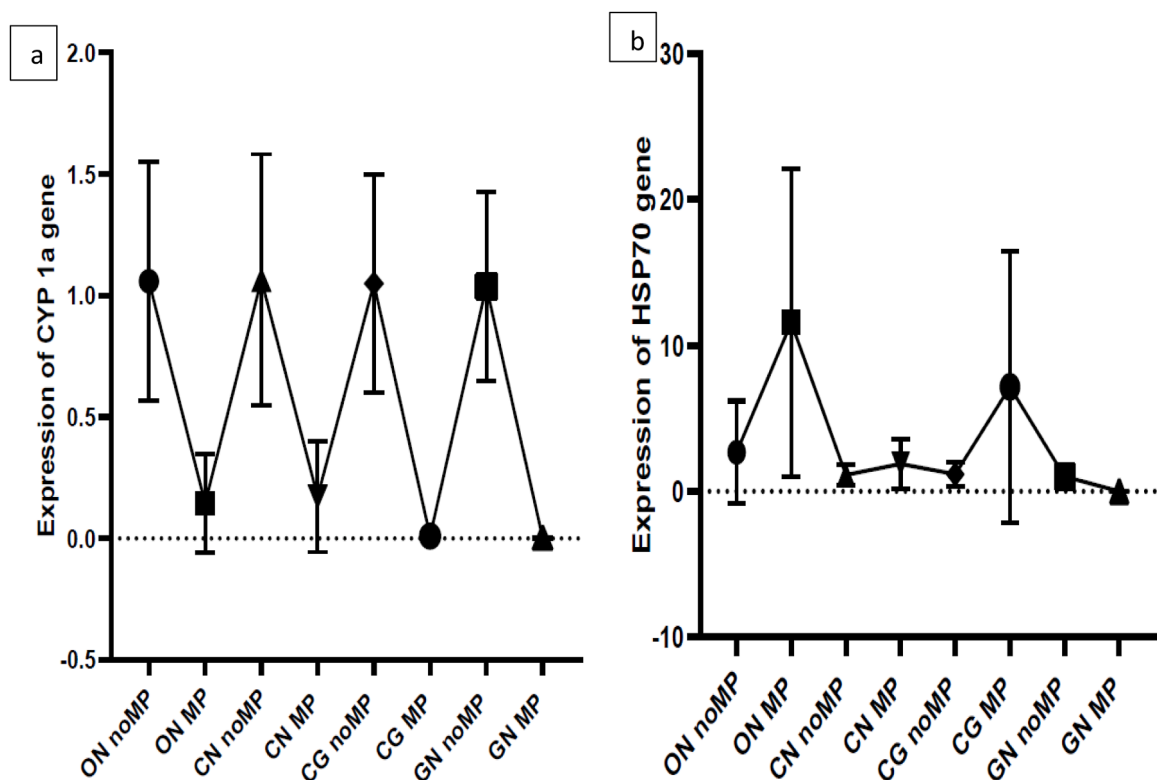 a
Expression of CYP 1a gene
2.0
1.5
1.0
0.5
0.0
-0.5
ON noMP
ON MP
CN noMP
CN MP
CG noMP
CG MP
GN noMP
GN MP
b
Expression of HSP70 gene
30
20
10
0
-10
ON noMP
ON MP
CN noMP
CN MP
CG noMP
CG MP
GN noMP
GN MP